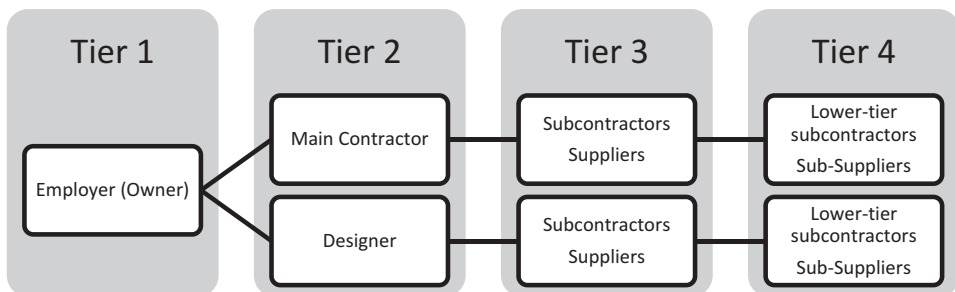 Tier 1
Tier 2
Tier 3
Tier 4
Employer (Owner)
Main Contractor
Subcontractors
Suppliers
Lower-tier
subcontractors
Sub-Suppliers
Designer
Subcontractors
Suppliers
Lower-tier
subcontractors
Sub-Suppliers